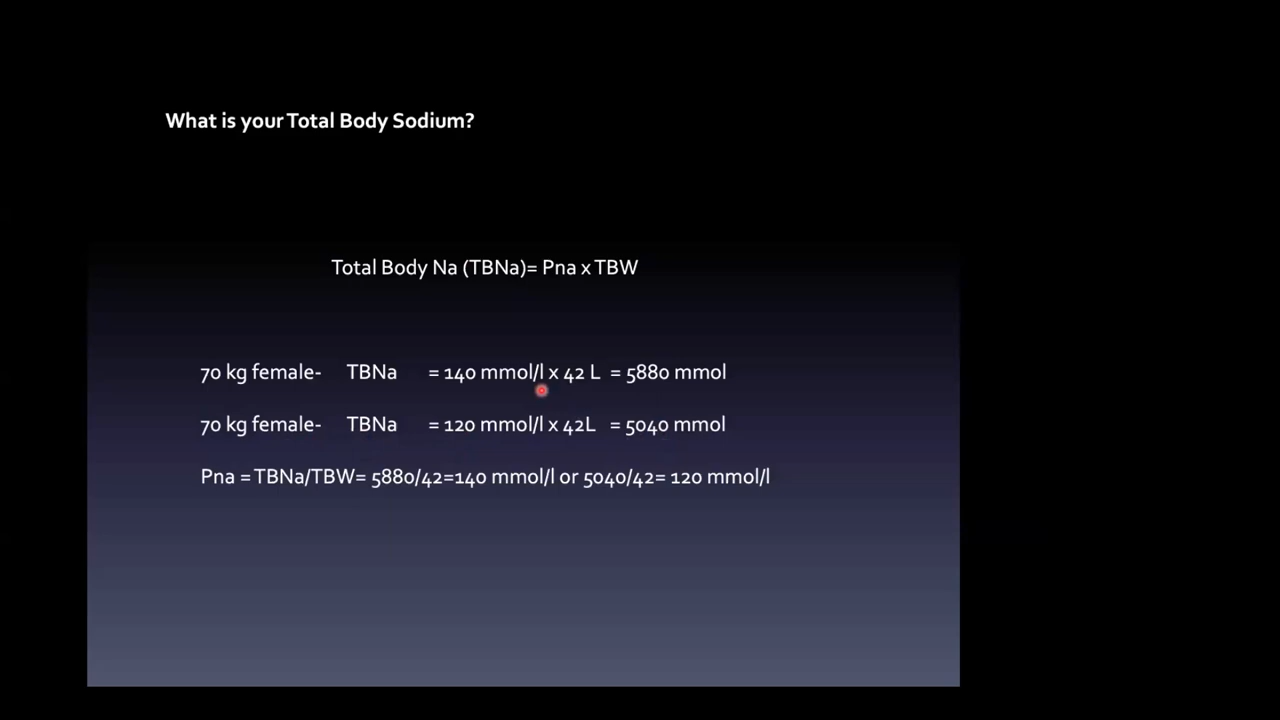 What is your Total Body Sodium?
Total Body Na (TBNa)= Pna x TBW
70 kg female- TBNa = 140 mmol/l x 42 L = 5880 mmol
70 kg female- TBNa = 120 mmol/l x 42L = 5040 mmol
Pna = TBNa/TBW= 5880/42=140 mmol/l or 5040/42= 120 mmol/l